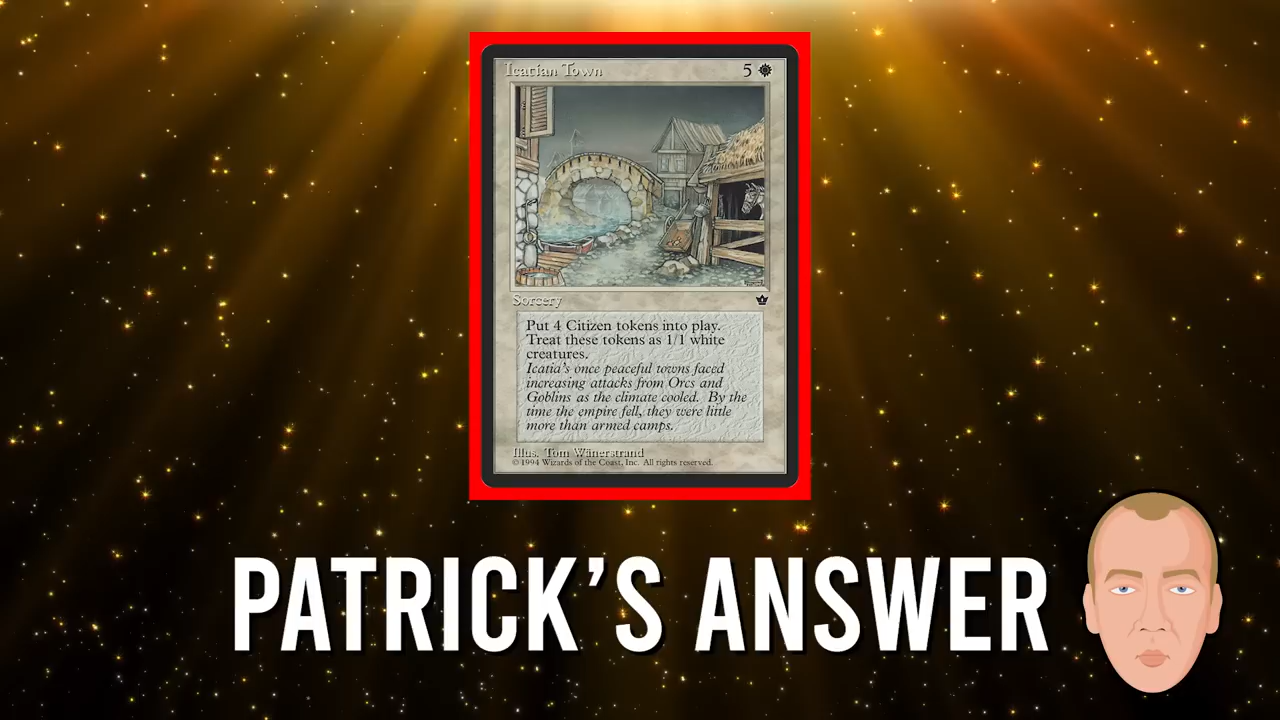 Icatian Town 5
Sorcery
Put 4 Citizen tokens into play.
Treat these tokens as 1/1 white
creatures.
Icatia's once peaceful towns faced
increasing attacks from Orcs and
Goblins as the climate cooled. By the
time the empire fell, they were little
more than armed camps.
Illus. Tom Wänerstrand
© 1994 Wizards of the Coast, Inc. All rights reserved.
PATRICK'S ANSWER